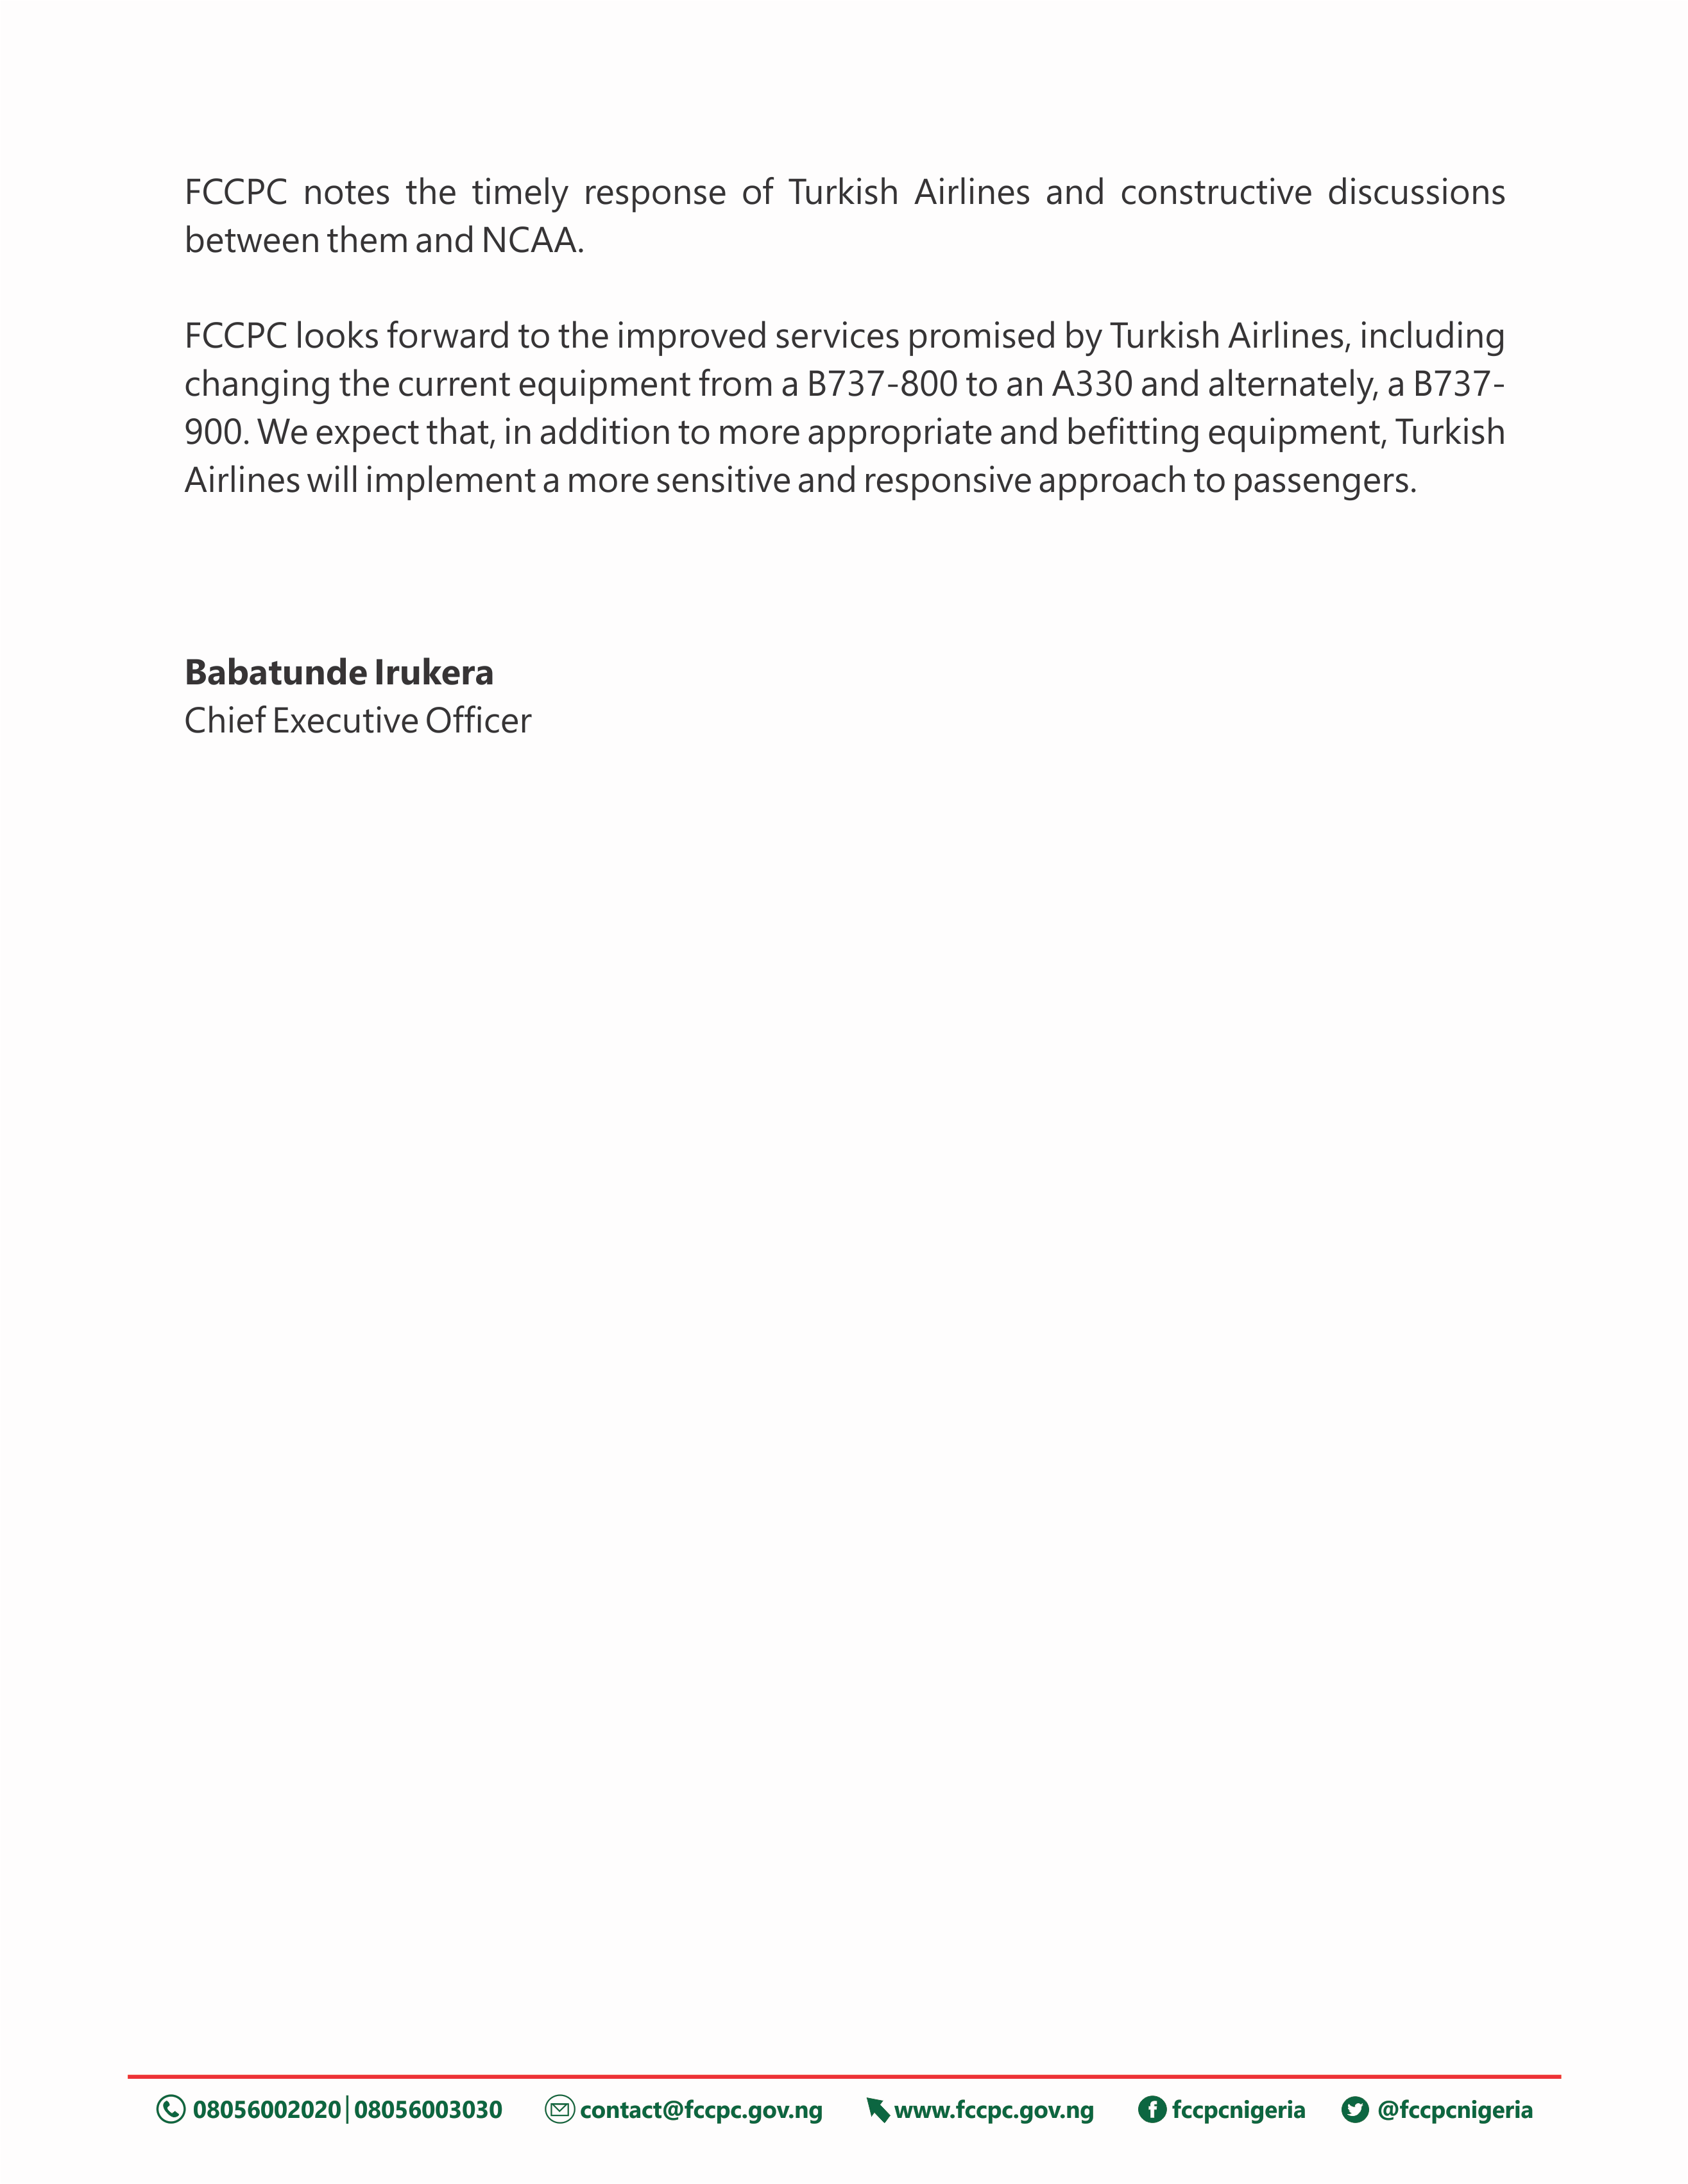 FCCPC notes the timely response of Turkish Airlines and constructive discussions
between them and NCAA.
FCCPC looks forward to the improved services promised by Turkish Airlines, including
changing the current equipment from a B737-800 to an A330 and alternately, a B737-
900. We expect that, in addition to more appropriate and befitting equipment, Turkish
Airlines will implement a more sensitive and responsive approach to passengers.
Babatunde Irukera
Chief Executive Officer
08056002020|08056003030 contact@fccpc.gov.ng www.fccpc.gov.ng fccpcnigeria @fccpcnigeria